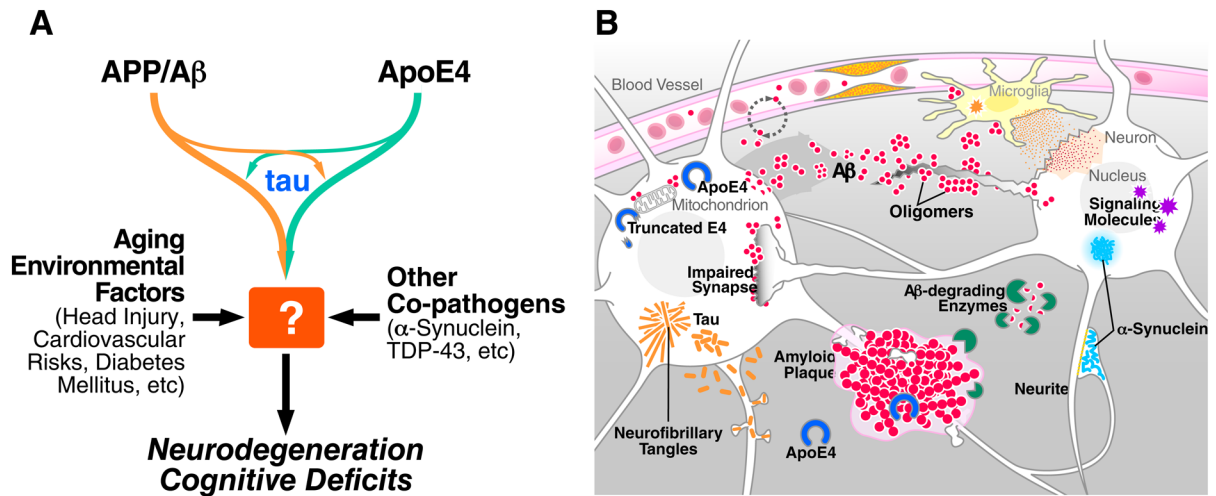 A
APP/Aβ
ApoE4
tau
Aging
Environmental
Factors
(Head Injury,
Cardiovascular
Risks, Diabetes
Mellitus, etc)
?
Other
Co-pathogens
(α-Synuclein,
TDP-43, etc)
Neurodegeneration
Cognitive Deficits
B
Blood Vessel
Microglia
Neuron
Aβ
ApoE4
Mitochondrion
Nucleus
Oligomers
Signaling
Molecules
Truncated E4
Impaired
Synapse
Aβ-degrading
Enzymes
α-Synuclein
Tau
Amyloid
Plaque
Neurite
Neurofibrillary
Tangles
ApoE4